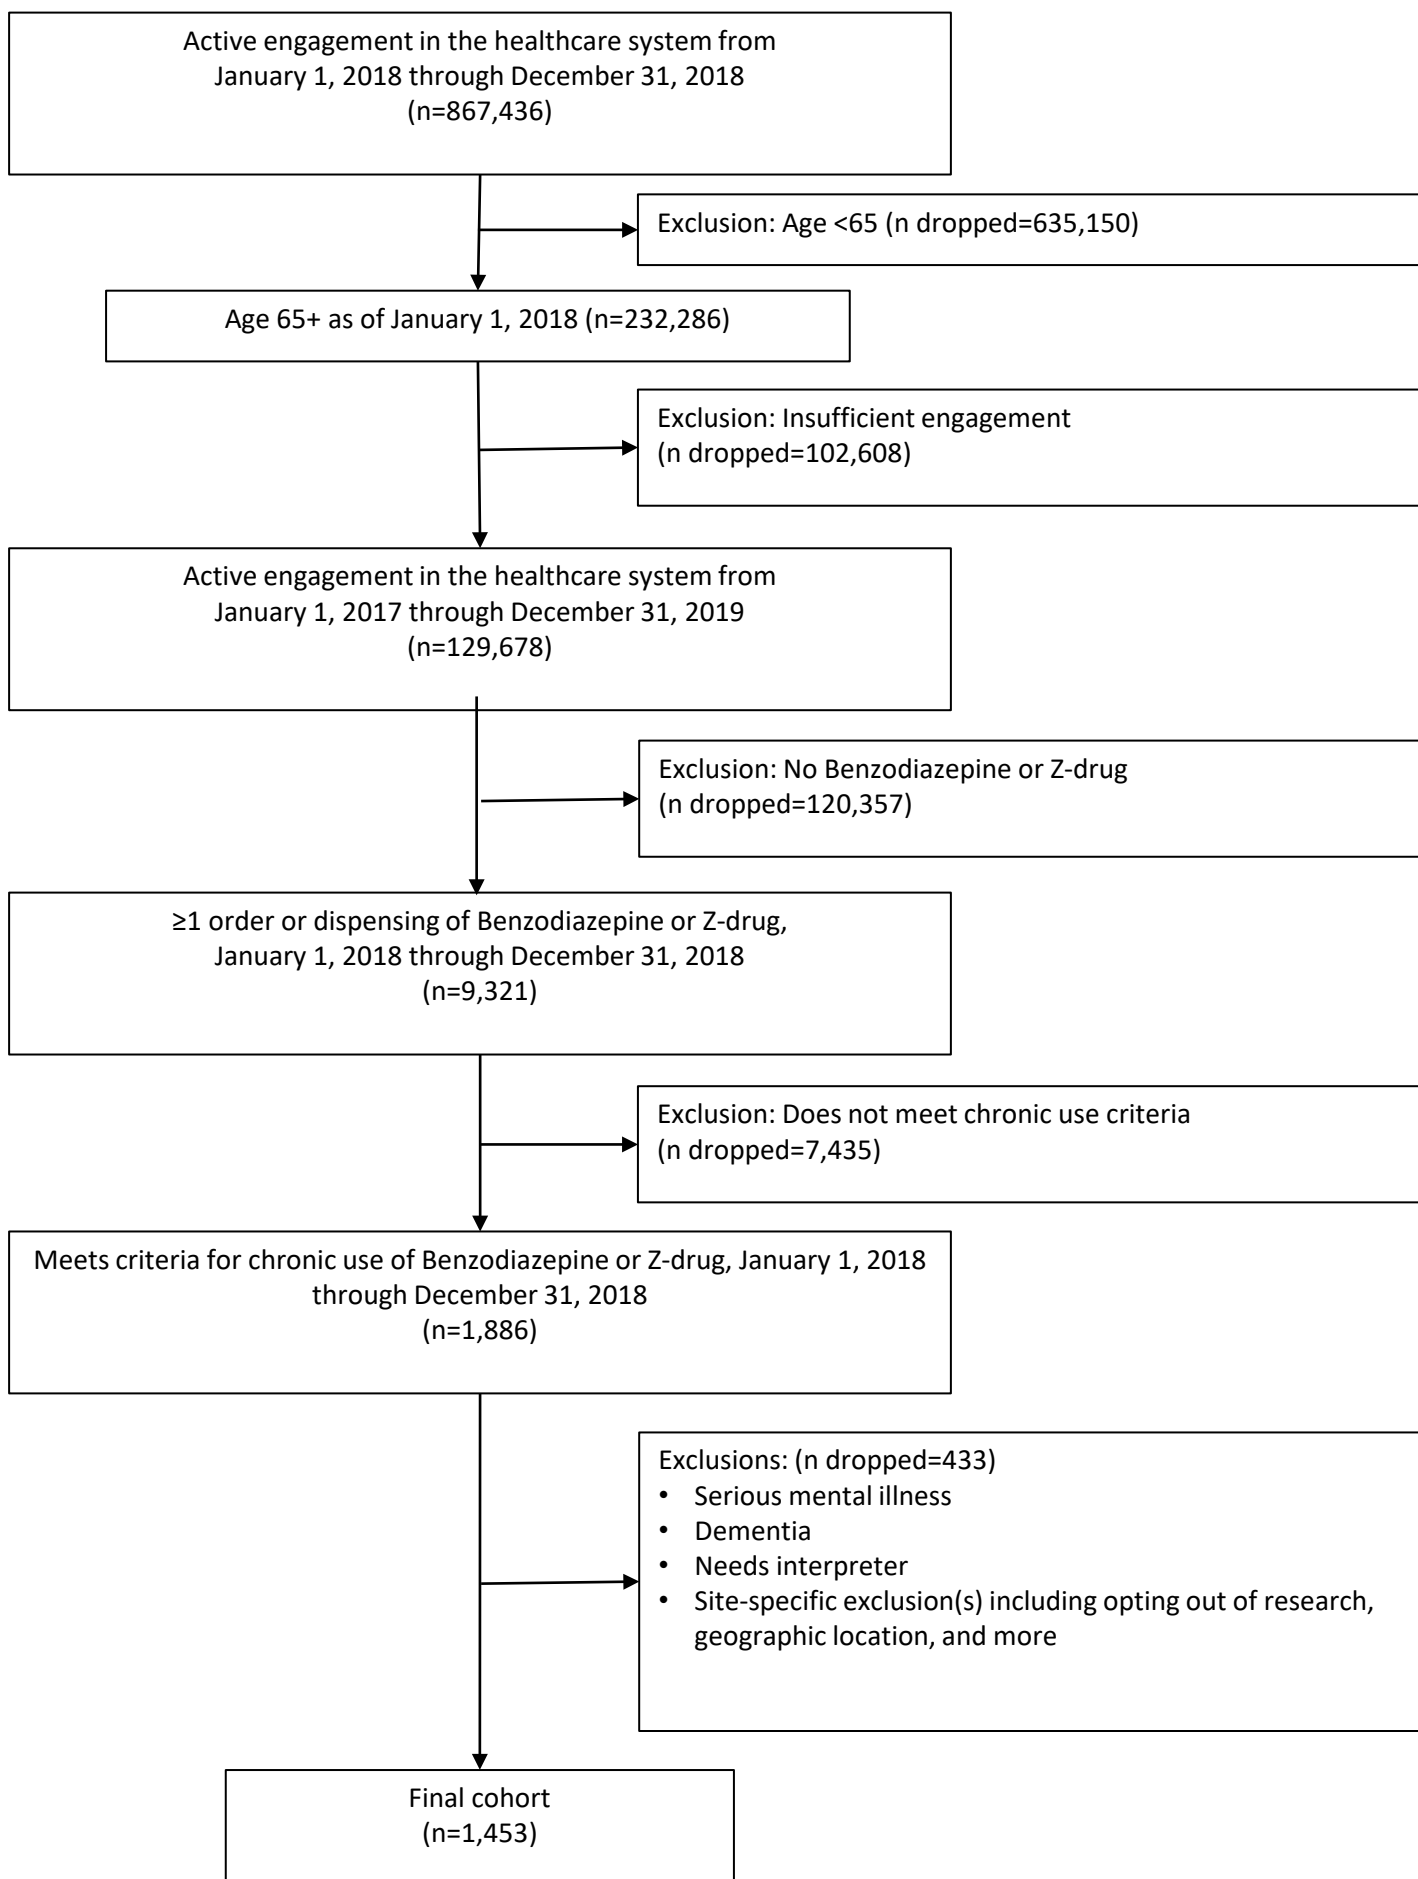 Active engagement in the healthcare system from
January 1, 2018 through December 31, 2018
(n=867,436)
Exclusion: Age <65 (n dropped=635,150)
Age 65+ as of January 1, 2018 (n=232,286)
Exclusion: Insufficient engagement
(n dropped=102,608)
Active engagement in the healthcare system from
January 1, 2017 through December 31, 2019
(n=129,678)
Exclusion: No Benzodiazepine or Z-drug
(n dropped=120,357)
≥1 order or dispensing of Benzodiazepine or Z-drug,
January 1, 2018 through December 31, 2018
(n=9,321)
Exclusion: Does not meet chronic use criteria
(n dropped=7,435)
Meets criteria for chronic use of Benzodiazepine or Z-drug, January 1, 2018
through December 31, 2018
(n=1,886)
Exclusions: (n dropped=433)
• Serious mental illness
• Dementia
• Needs interpreter
• Site-specific exclusion(s) including opting out of research,
geographic location, and more
Final cohort
(n=1,453)